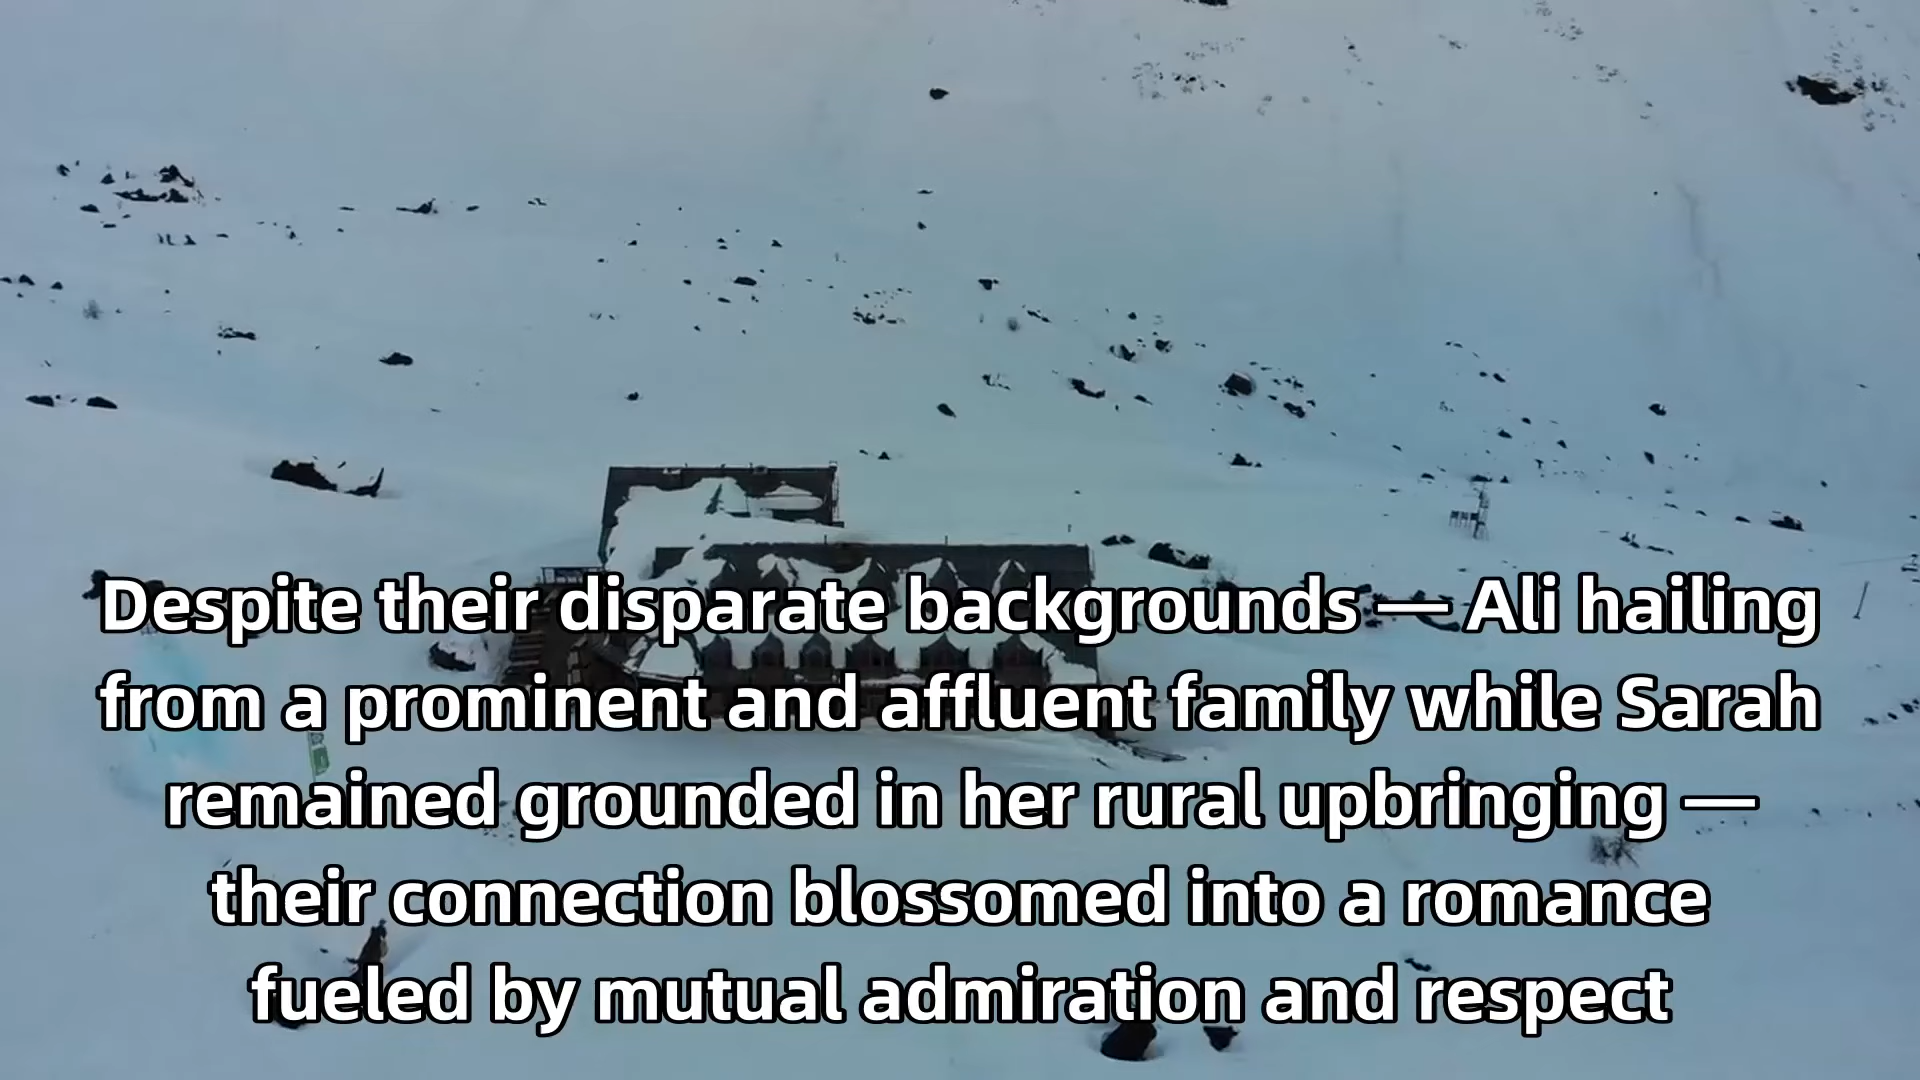 Despite their disparate backgrounds — Ali hailing
from a prominent and affluent family while Sarah
remained grounded in her rural upbringing —
their connection blossomed into a romance
fueled by mutual admiration and respect